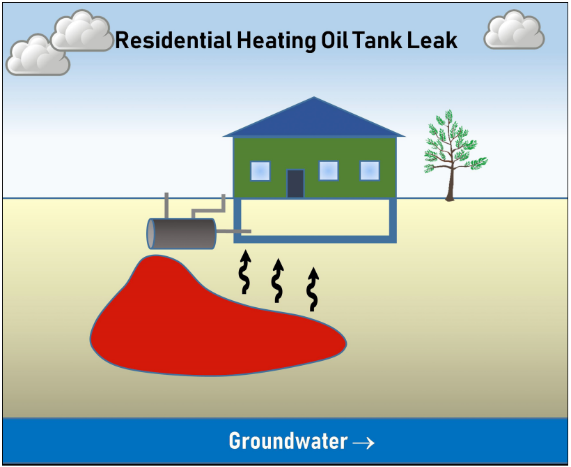 Residential Heating Oil Tank Leak
Groundwater →